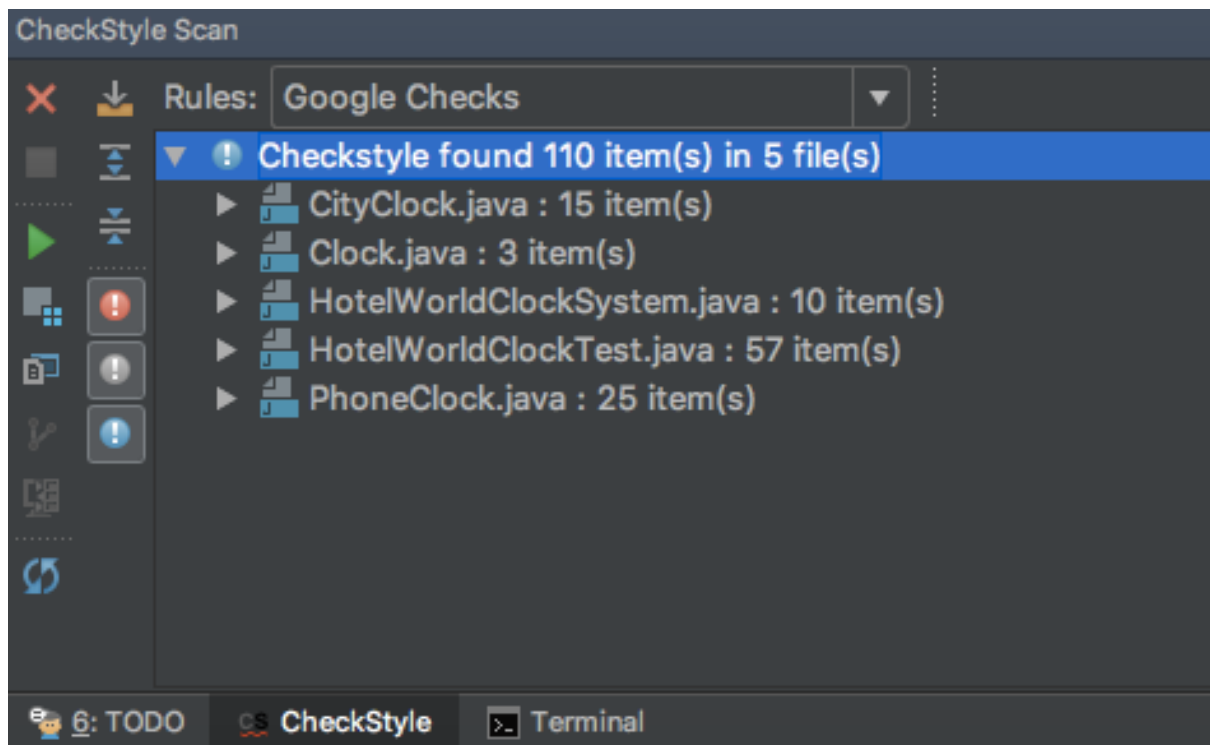 CheckStyle Scan
Rules: Google Checks
Checkstyle found 110 item(s) in 5 file(s)
CityClock.java : 15 item(s)
Clock.java : 3 item(s)
HotelWorldClockSystem.java : 10 item(s)
HotelWorldClockTest.java : 57 item(s)
PhoneClock.java : 25 item(s)
6: TODO CS CheckStyle Terminal